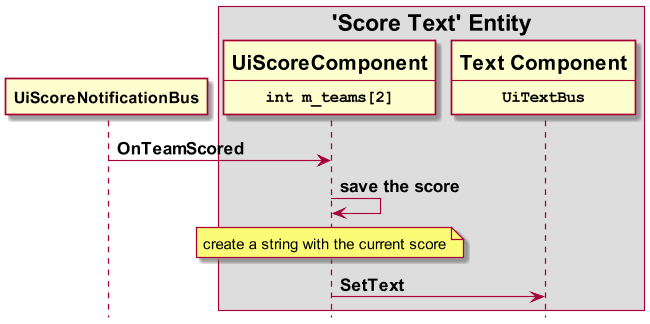 'Score Text' Entity
UiScoreComponent
int m_teams[2]
Text Component
UiTextBus
UiScoreNotificationBus
OnTeamScored
save the score
create a string with the current score
SetText